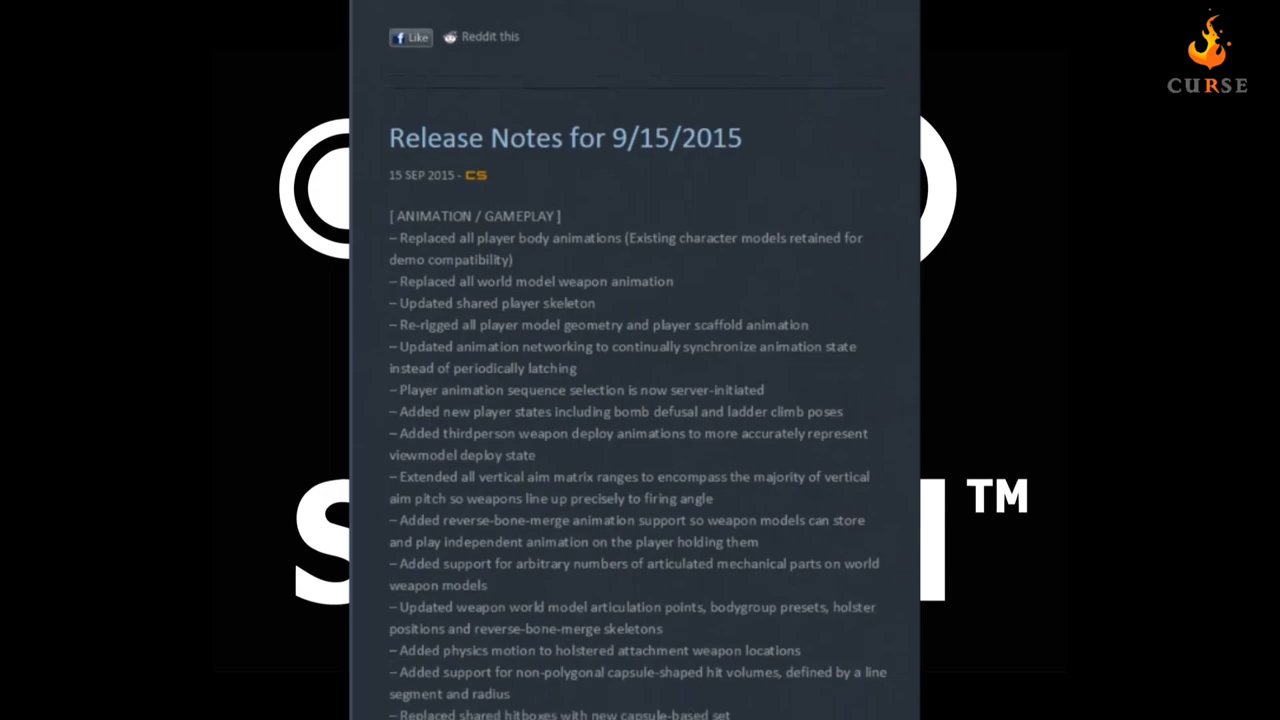 Like
Reddit this
CURSE
Release Notes for 9/15/2015
15 SEP 2015 - CS
[ ANIMATION / GAMEPLAY ]
– Replaced all player body animations (Existing character models retained for
demo compatibility)
– Replaced all world model weapon animation
– Updated shared player skeleton
– Re-rigged all player model geometry and player scaffold animation
– Updated animation networking to continually synchronize animation state
instead of periodically latching
– Player animation sequence selection is now server-initiated
– Added new player states including bomb defusal and ladder climb poses
– Added thirdperson weapon deploy animations to more accurately represent
viewmodel deploy state
– Extended all vertical aim matrix ranges to encompass the majority of vertical
aim pitch so weapons line up precisely to firing angle
– Added reverse-bone-merge animation support so weapon models can store
and play independent animation on the player holding them
– Added support for arbitrary numbers of articulated mechanical parts on world
weapon models
– Updated weapon world model articulation points, bodygroup presets, holster
positions and reverse-bone-merge skeletons
– Added physics motion to holstered attachment weapon locations
– Added support for non-polygonal capsule-shaped hit volumes, defined by a line
segment and radius
– Replaced shared hitboxes with new capsule-based set
S
TM